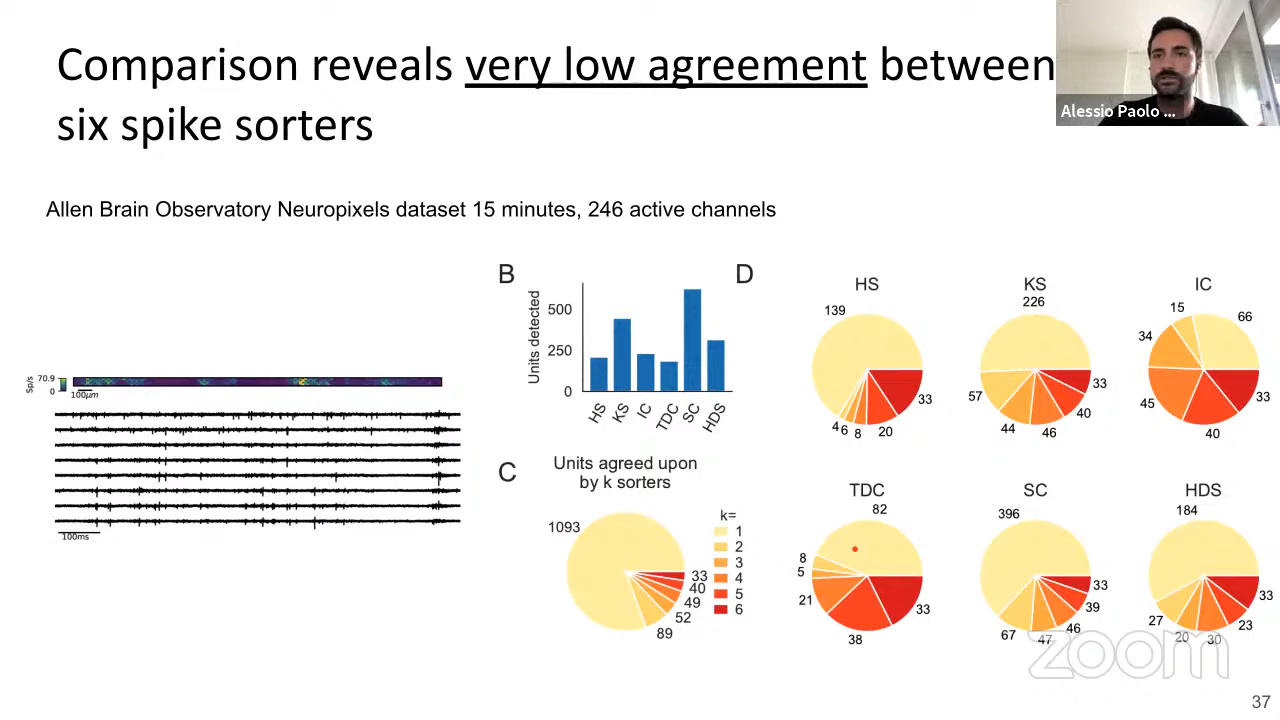 Comparison reveals very low agreement between
six spike sorters
Alessio Paolo ...
Allen Brain Observatory Neuropixels dataset 15 minutes, 246 active channels
Sp/s
70.9
0
100μm
100ms
B
Units detected
500
250
0
HS
KS
IC
TDC
SC
HDS
C
Units agreed upon
by k sorters
1093
33
40
49
52
89
k=
1
2
3
4
5
6
D
HS
139
4
6
8
20
33
KS
226
57
44
46
40
33
IC
15
66
34
45
40
33
TDC
82
8
5
21
38
33
SC
396
67
47
46
39
33
HDS
184
27
20
30
23
33
zoom
37